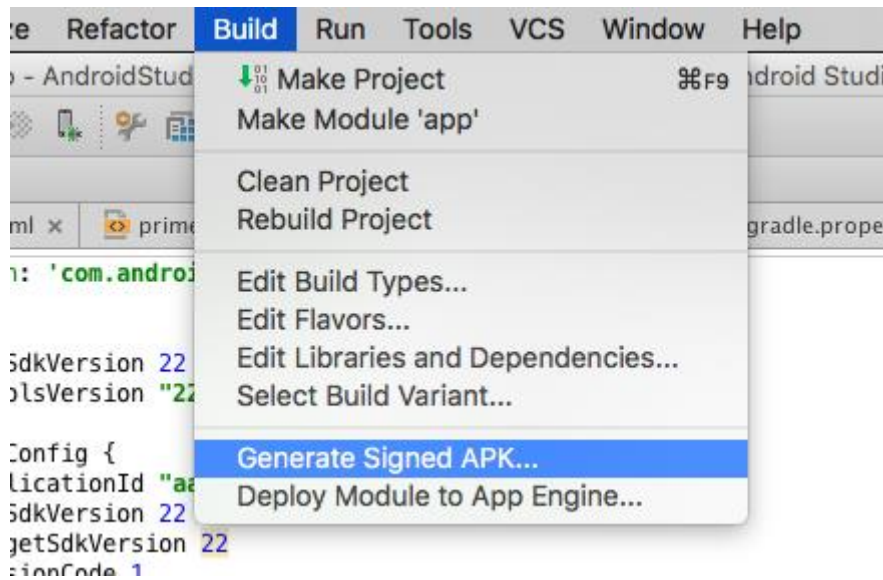 Refactor Build Run Tools VCS Window Help
- AndroidStud
ndroid Studi
Make Project ⌘F9
Make Module 'app'
Clean Project
Rebuild Project
ml × prime
gradle.prope
Edit Build Types...
Edit Flavors...
Edit Libraries and Dependencies...
Select Build Variant...
Generate Signed APK...
Deploy Module to App Engine...
: 'com.androi
SdkVersion 22
olsVersion "22
Config {
licationId "aa
SdkVersion 22
getSdkVersion 22
sionCode 1